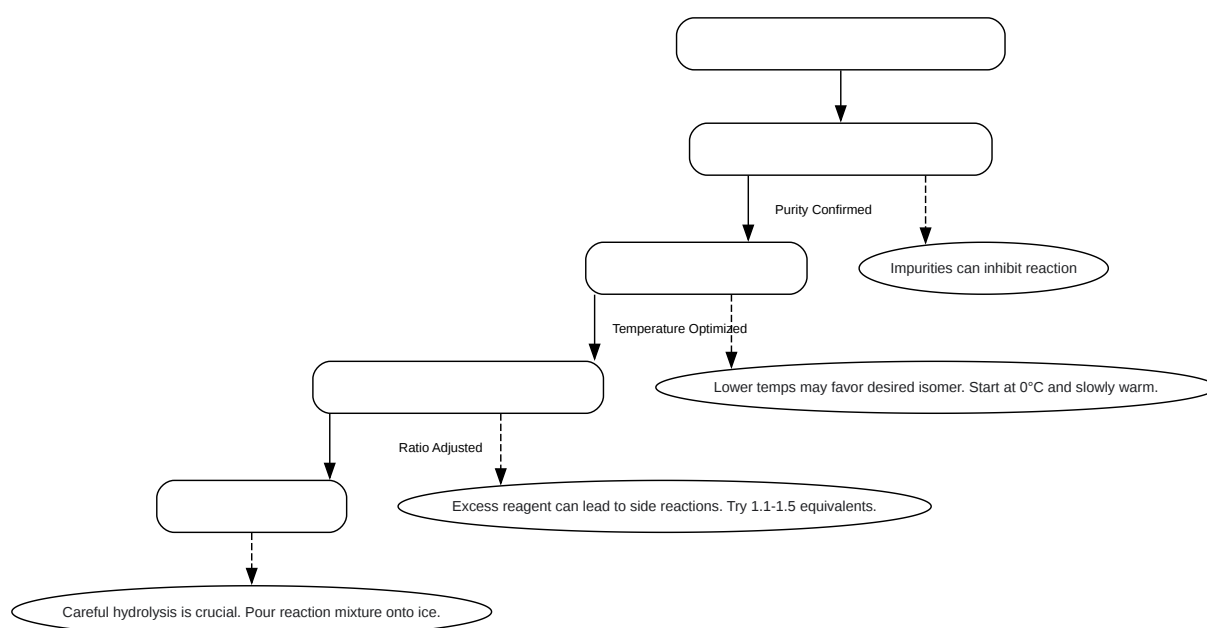 Purity Confirmed
Impurities can inhibit reaction
Temperature Optimized
Lower temps may favor desired isomer. Start at 0°C and slowly warm.
Ratio Adjusted
Excess reagent can lead to side reactions. Try 1.1-1.5 equivalents.
Careful hydrolysis is crucial. Pour reaction mixture onto ice.